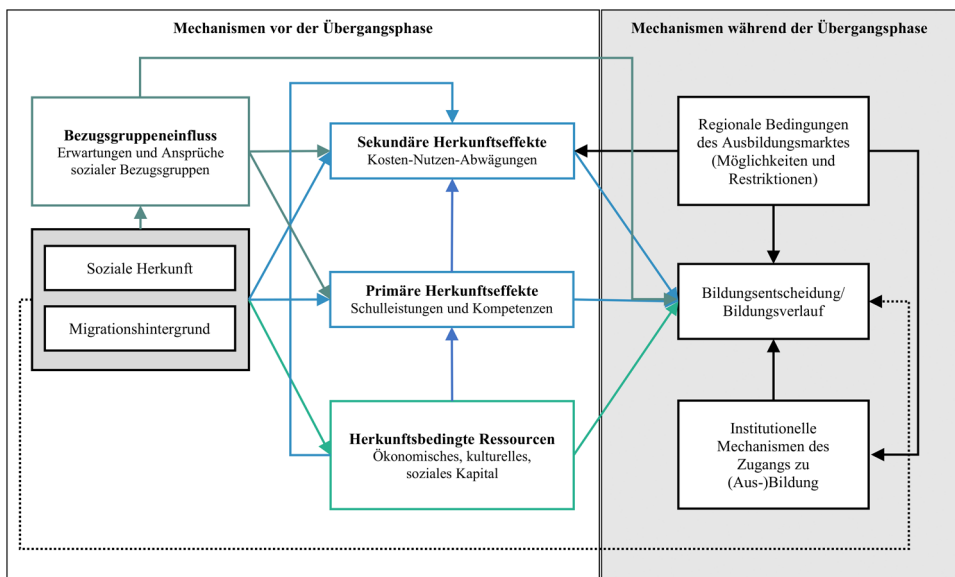 Mechanismen vor der Übergangsphase
Mechanismen während der Übergangsphase
Bezugsgruppeneinfluss
Erwartungen und Ansprüche
sozialer Bezugsgruppen
Sekundäre Herkunftseffekte
Kosten-Nutzen-Abwägungen
Regionale Bedingungen
des Ausbildungsmarktes
(Möglichkeiten und
Restriktionen)
Soziale Herkunft
Migrationshintergrund
Primäre Herkunftseffekte
Schulleistungen und Kompetenzen
Bildungsentscheidung/
Bildungsverlauf
Herkunftsbedingte Ressourcen
Ökonomisches, kulturelles,
soziales Kapital
Institutionelle
Mechanismen des
Zugangs zu
(Aus-)Bildung